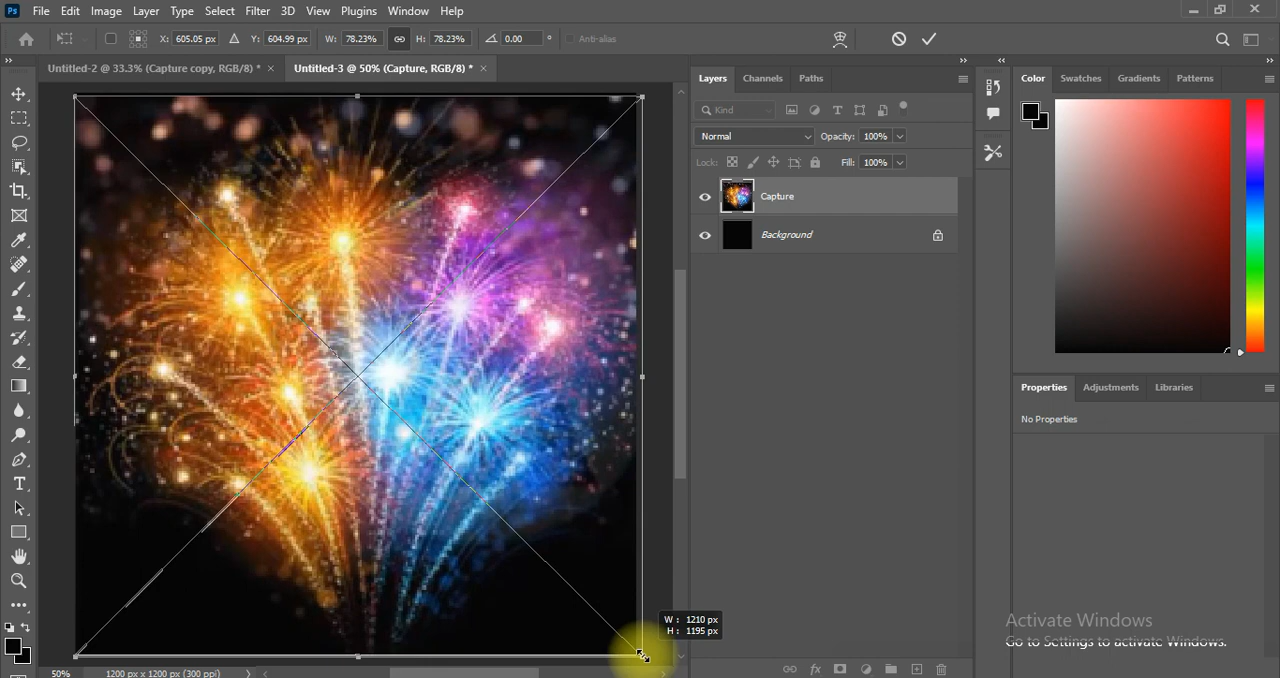 Ps File Edit Image Layer Type Select Filter 3D View Plugins Window Help
X: 605.05 px Y: 604.99 px W: 78.23% H: 78.23% 0.00 ° Anti-alias
Untitled-2 @ 33.3% (Capture copy, RGB/8) * × Untitled-3 @ 50% (Capture, RGB/8) * ×
Layers Channels Paths
Color Swatches Gradients Patterns
Kind
Normal Opacity: 100%
Lock: Fill: 100%
Capture
Background
Properties Adjustments Libraries
No Properties
W : 1210 px
H : 1195 px
Activate Windows
Go to Settings to activate Windows.
50% 1200 px x 1200 px (300 ppi)